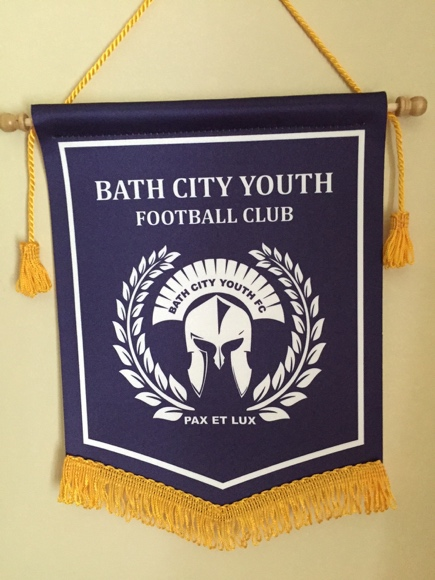 BATH CITY YOUTH
FOOTBALL CLUB
BATH CITY YOUTH FC
PAX ET LUX